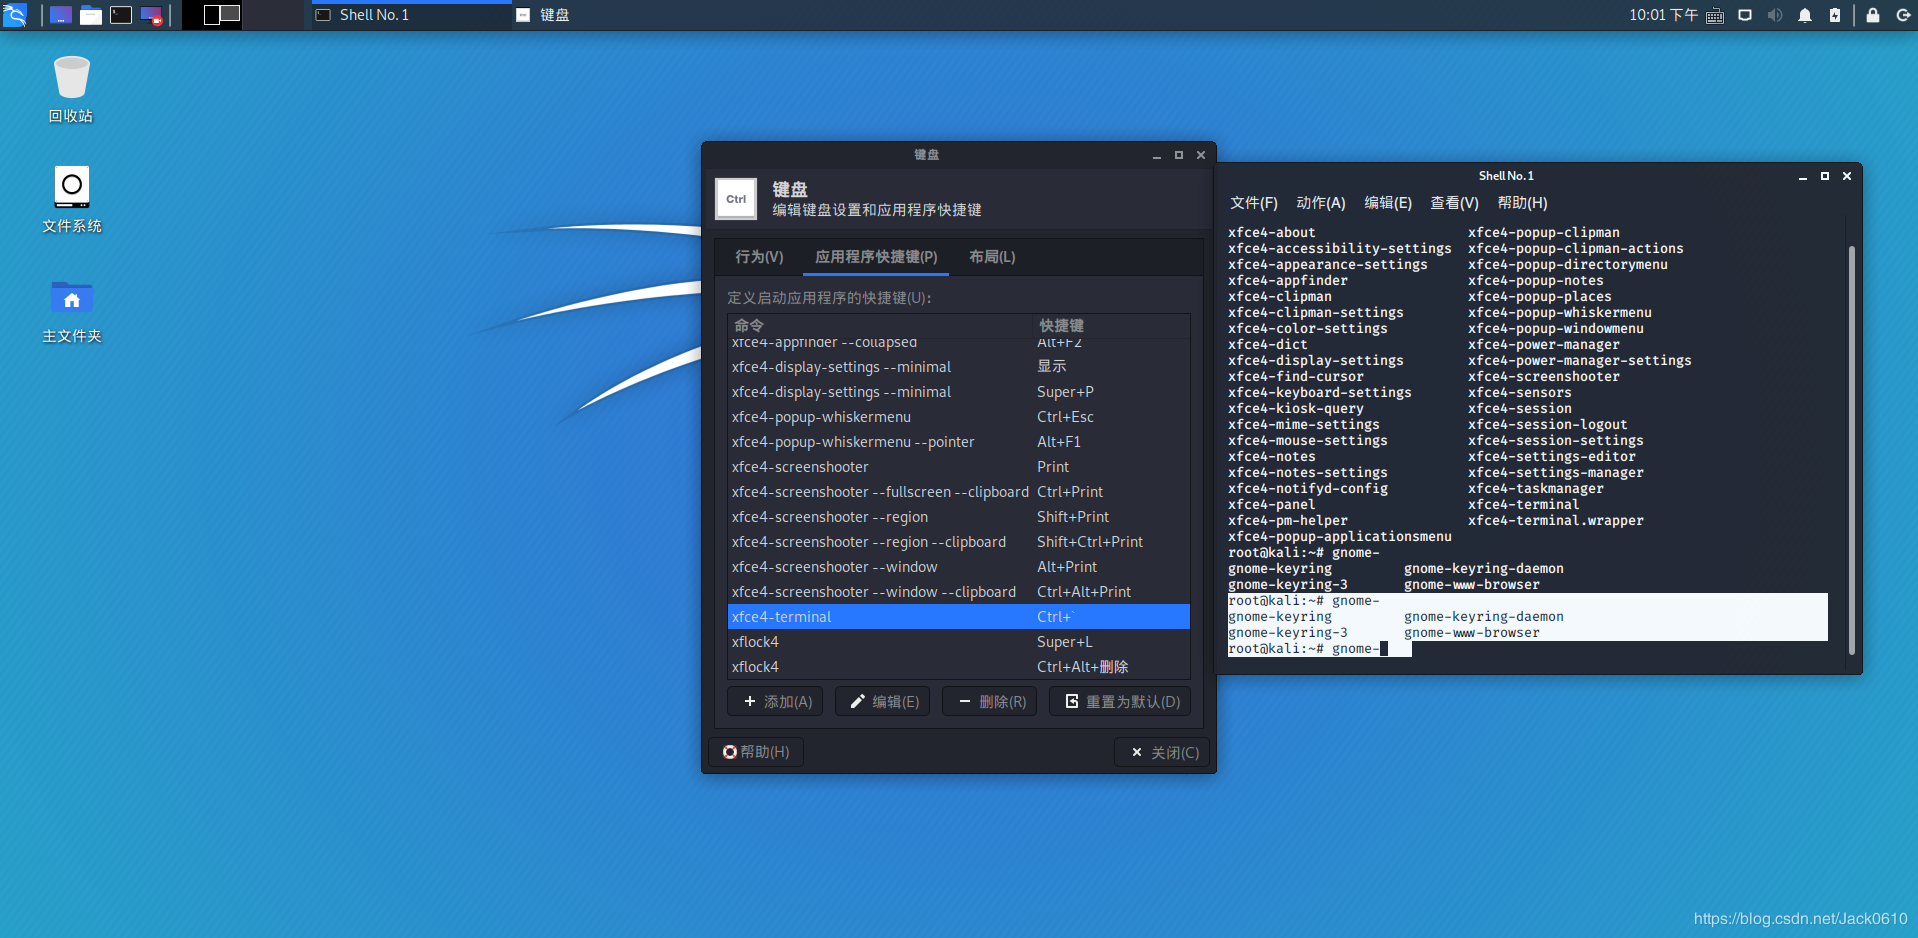 Shell No. 1
键盘
10:01 下午
回收站
文件系统
主文件夹
键盘
Ctrl
键盘
编辑键盘设置和应用程序快捷键
行为(V) 应用程序快捷键(P) 布局(L)
定义启动应用程序的快捷键(U):
命令 快捷键
xfce4-appfinder --collapsed Alt+F2
xfce4-display-settings --minimal 显示
xfce4-display-settings --minimal Super+P
xfce4-popup-whiskermenu Ctrl+Esc
xfce4-popup-whiskermenu --pointer Alt+F1
xfce4-screenshooter Print
xfce4-screenshooter --fullscreen --clipboard Ctrl+Print
xfce4-screenshooter --region Shift+Print
xfce4-screenshooter --region --clipboard Shift+Ctrl+Print
xfce4-screenshooter --window Alt+Print
xfce4-screenshooter --window --clipboard Ctrl+Alt+Print
xfce4-terminal Ctrl+`
xflock4 Super+L
xflock4 Ctrl+Alt+删除
添加(A) 编辑(E) 删除(R) 重置为默认(D)
帮助(H) 关闭(C)
Shell No. 1
文件(F) 动作(A) 编辑(E) 查看(V) 帮助(H)
xfce4-about xfce4-popup-clipman
xfce4-accessibility-settings xfce4-popup-clipman-actions
xfce4-appearance-settings xfce4-popup-directorymenu
xfce4-appfinder xfce4-popup-notes
xfce4-clipman xfce4-popup-places
xfce4-clipman-settings xfce4-popup-whiskermenu
xfce4-color-settings xfce4-popup-windowmenu
xfce4-dict xfce4-power-manager
xfce4-display-settings xfce4-power-manager-settings
xfce4-find-cursor xfce4-screenshooter
xfce4-keyboard-settings xfce4-sensors
xfce4-kiosk-query xfce4-session
xfce4-mime-settings xfce4-session-logout
xfce4-mouse-settings xfce4-session-settings
xfce4-notes xfce4-settings-editor
xfce4-notes-settings xfce4-settings-manager
xfce4-notifyd-config xfce4-taskmanager
xfce4-panel xfce4-terminal
xfce4-pm-helper xfce4-terminal.wrapper
xfce4-popup-applicationsmenu
root@kali:~# gnome-
gnome-keyring gnome-keyring-daemon
gnome-keyring-3 gnome-www-browser
root@kali:~# gnome-
gnome-keyring gnome-keyring-daemon
gnome-keyring-3 gnome-www-browser
root@kali:~# gnome-
https://blog.csdn.net/Jack0610